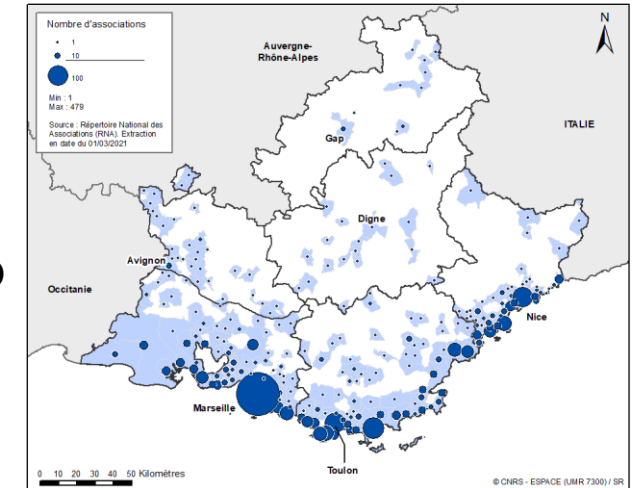 Nombre d'associations
1
10
100
Min : 1
Max : 479
Source : Répertoire National des
Associations (RNA). Extraction
en date du 01/03/2021
N
Auvergne-
Rhône-Alpes
ITALIE
Gap
Digne
Avignon
Occitanie
Nice
Marseille
Toulon
0 10 20 30 40 50 Kilomètres
© CNRS - ESPACE (UMR 7300) / SR